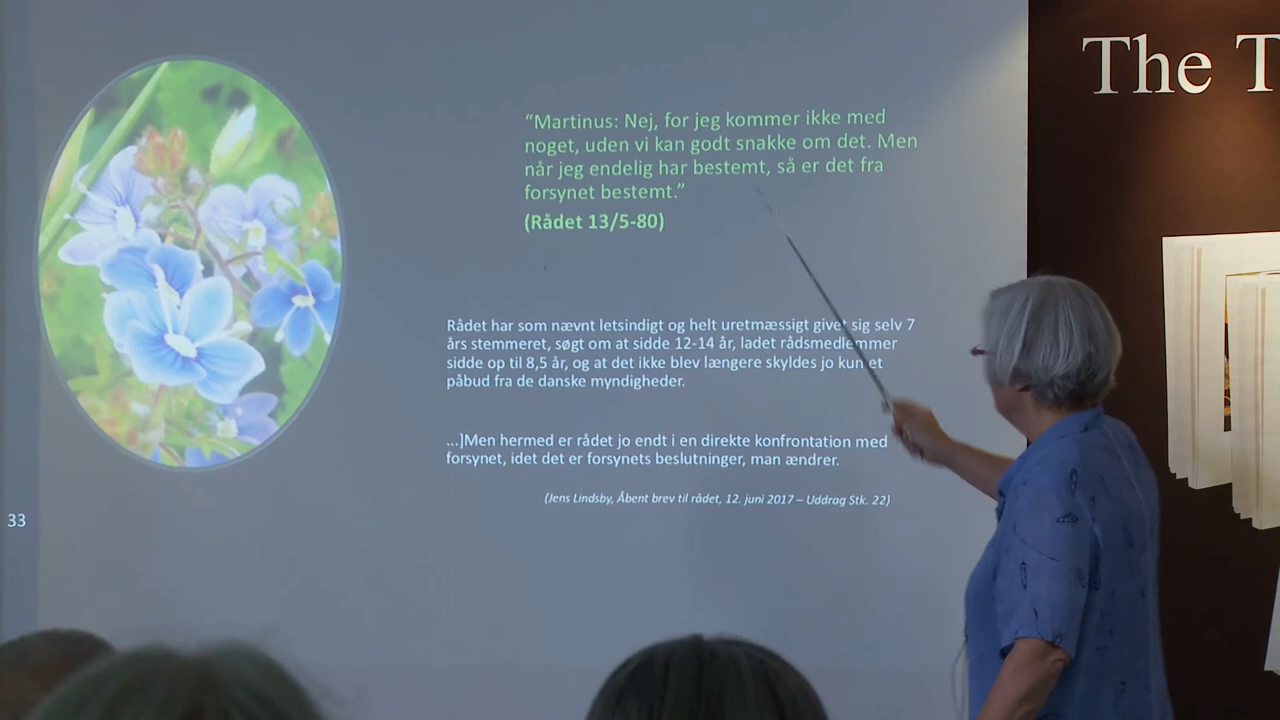 “Martinus: Nej, for jeg kommer ikke med
noget, uden vi kan godt snakke om det. Men
når jeg endelig har bestemt, så er det fra
forsynet bestemt.”
(Rådet 13/5-80)
Rådet har som nævnt letsindigt og helt uretmæssigt givet sig selv 7
års stemmeret, søgt om at sidde 12-14 år, ladet rådsmedlemmer
sidde op til 8,5 år, og at det ikke blev længere skyldes jo kun et
påbud fra de danske myndigheder.
...]Men hermed er rådet jo endt i en direkte konfrontation med
forsynet, idet det er forsynets beslutninger, man ændrer.
(Jens Lindsby, Åbent brev til rådet, 12. juni 2017 – Uddrag Stk. 22)
33
The T